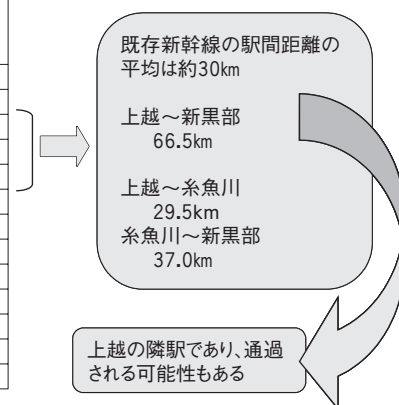 既存新幹線の駅間距離の
平均は約30㎞
上越～新黒部
66.5㎞
上越～糸魚川
29.5km
糸魚川～新黒部
37.0㎞
上越の隣駅であり、通過
される可能性もある